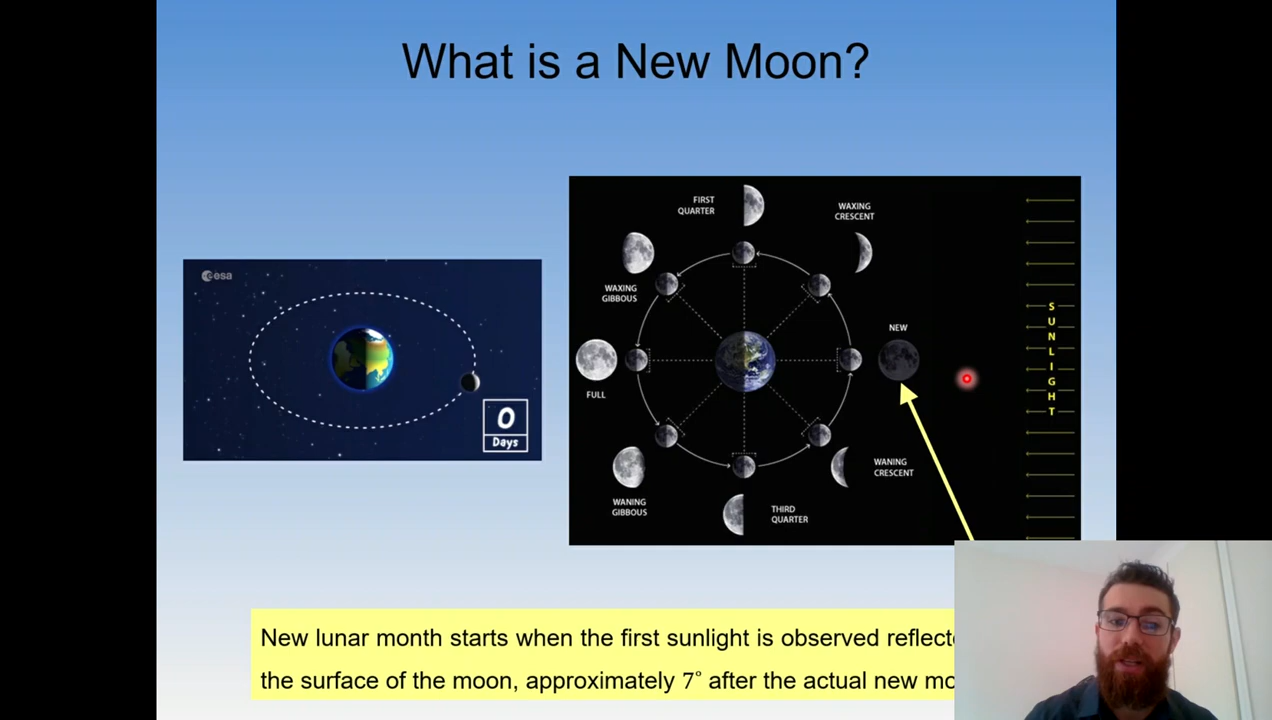 What is a New Moon?
esa
0
Days
FIRST
QUARTER
WAXING
CRESCENT
WAXING
GIBBOUS
NEW
FULL
WANING
CRESCENT
WANING
GIBBOUS
THIRD
QUARTER
SUNLIGHT
New lunar month starts when the first sunlight is observed reflecte
the surface of the moon, approximately 7° after the actual new mo